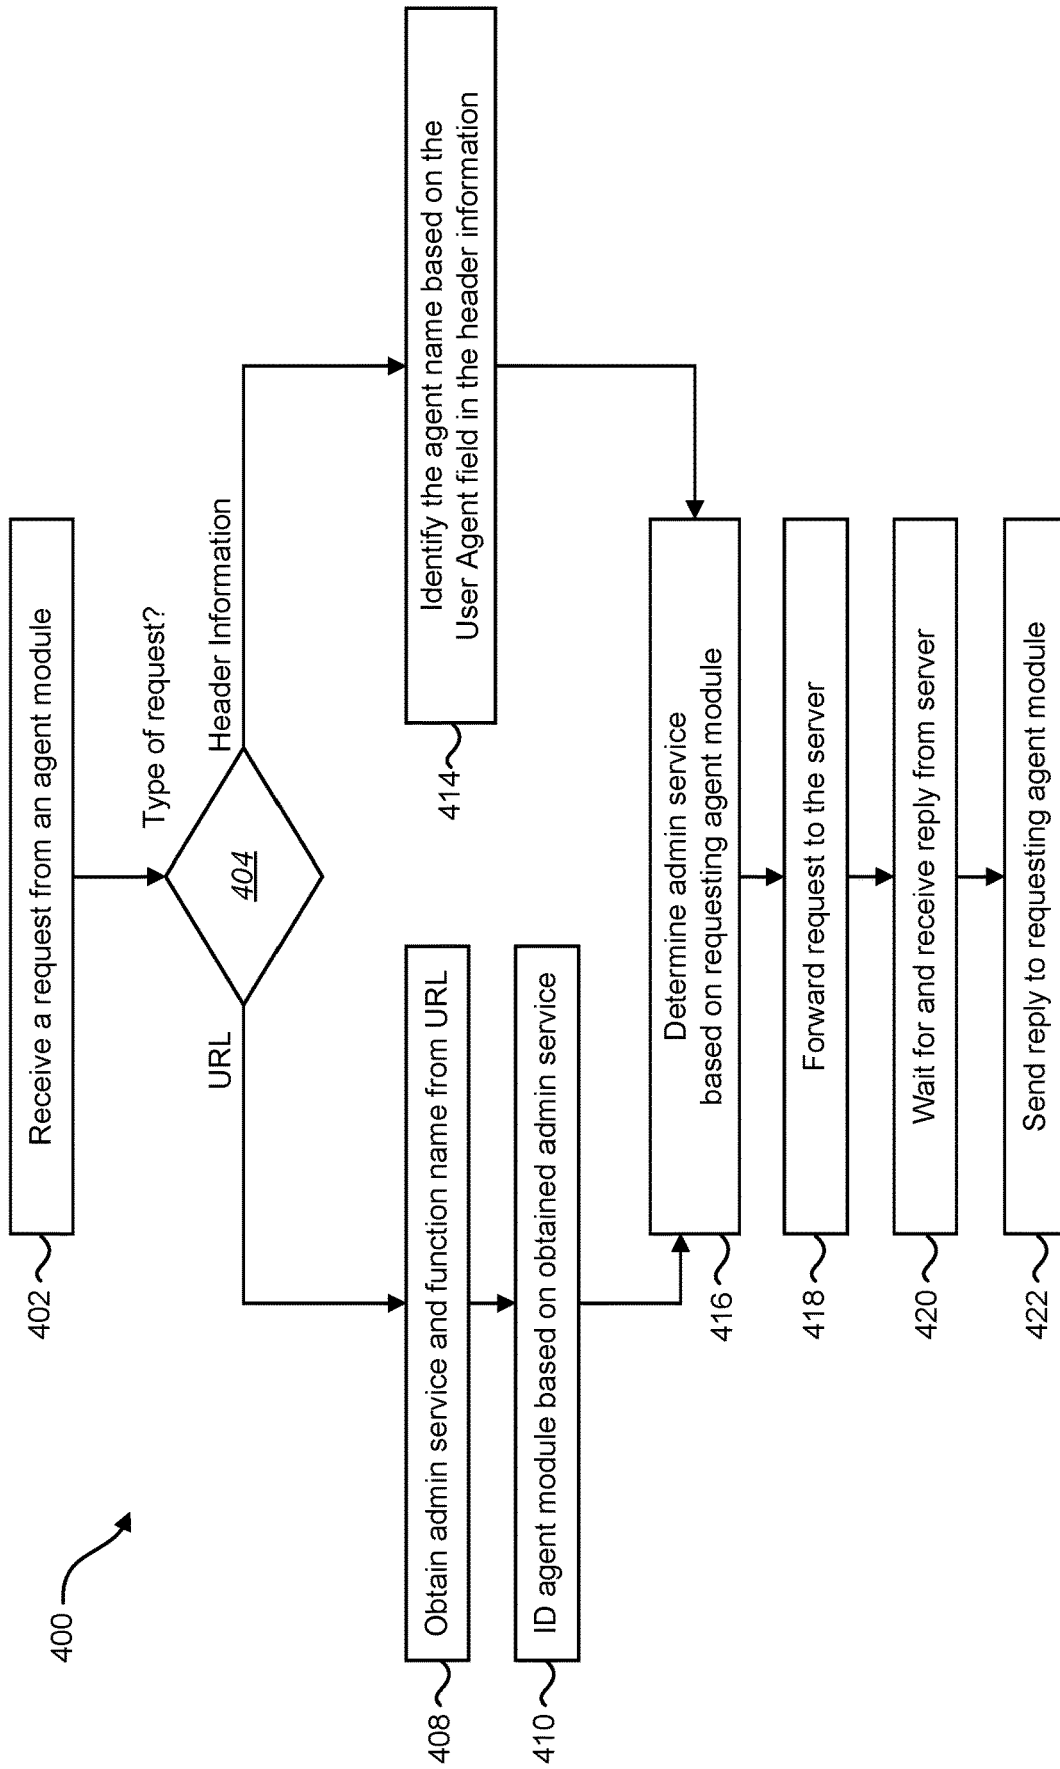 400
402
Receive a request from an agent module
Type of request?
404
URL
Header Information
408
Obtain admin service and function name from URL
410
ID agent module based on obtained admin service
414
Identify the agent name based on the
User Agent field in the header information
416
Determine admin service
based on requesting agent module
418
Forward request to the server
420
Wait for and receive reply from server
422
Send reply to requesting agent module